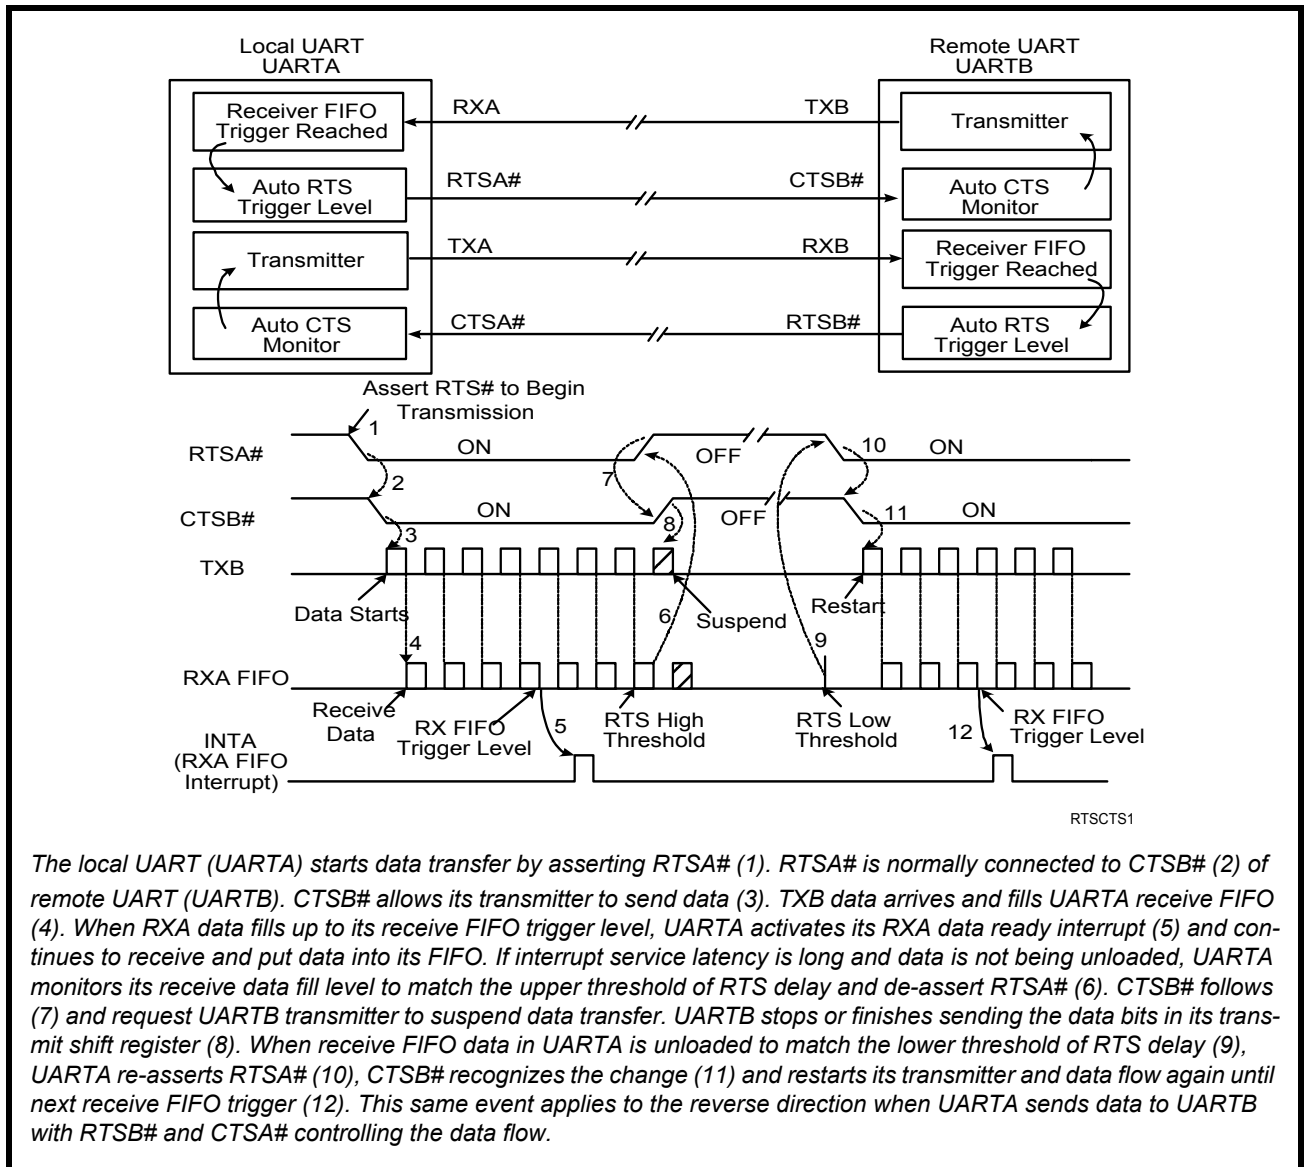 Local UART
UARTA
Remote UART
UARTB
Receiver FIFO
Trigger Reached
RXA
TXB
Transmitter
Auto RTS
Trigger Level
RTSA#
CTSB#
Auto CTS
Monitor
Transmitter
TXA
RXB
Receiver FIFO
Trigger Reached
Auto CTS
Monitor
CTSA#
RTSB#
Auto RTS
Trigger Level
Assert RTS# to Begin
Transmission
1
RTSA#
ON
OFF
10
ON
2
7
CTSB#
ON
8
OFF
11
ON
3
TXB
Data Starts
6
Suspend
Restart
4
9
RXA FIFO
Receive
Data
RX FIFO
Trigger Level
5
RTS High
Threshold
RTS Low
Threshold
12
RX FIFO
Trigger Level
INTA
(RXA FIFO
Interrupt)
RTSCTS1
The local UART (UARTA) starts data transfer by asserting RTSA# (1). RTSA# is normally connected to CTSB# (2) of
remote UART (UARTB). CTSB# allows its transmitter to send data (3). TXB data arrives and fills UARTA receive FIFO
(4). When RXA data fills up to its receive FIFO trigger level, UARTA activates its RXA data ready interrupt (5) and con-
tinues to receive and put data into its FIFO. If interrupt service latency is long and data is not being unloaded, UARTA
monitors its receive data fill level to match the upper threshold of RTS delay and de-assert RTSA# (6). CTSB# follows
(7) and request UARTB transmitter to suspend data transfer. UARTB stops or finishes sending the data bits in its trans-
mit shift register (8). When receive FIFO data in UARTA is unloaded to match the lower threshold of RTS delay (9),
UARTA re-asserts RTSA# (10), CTSB# recognizes the change (11) and restarts its transmitter and data flow again until
next receive FIFO trigger (12). This same event applies to the reverse direction when UARTA sends data to UARTB
with RTSB# and CTSA# controlling the data flow.